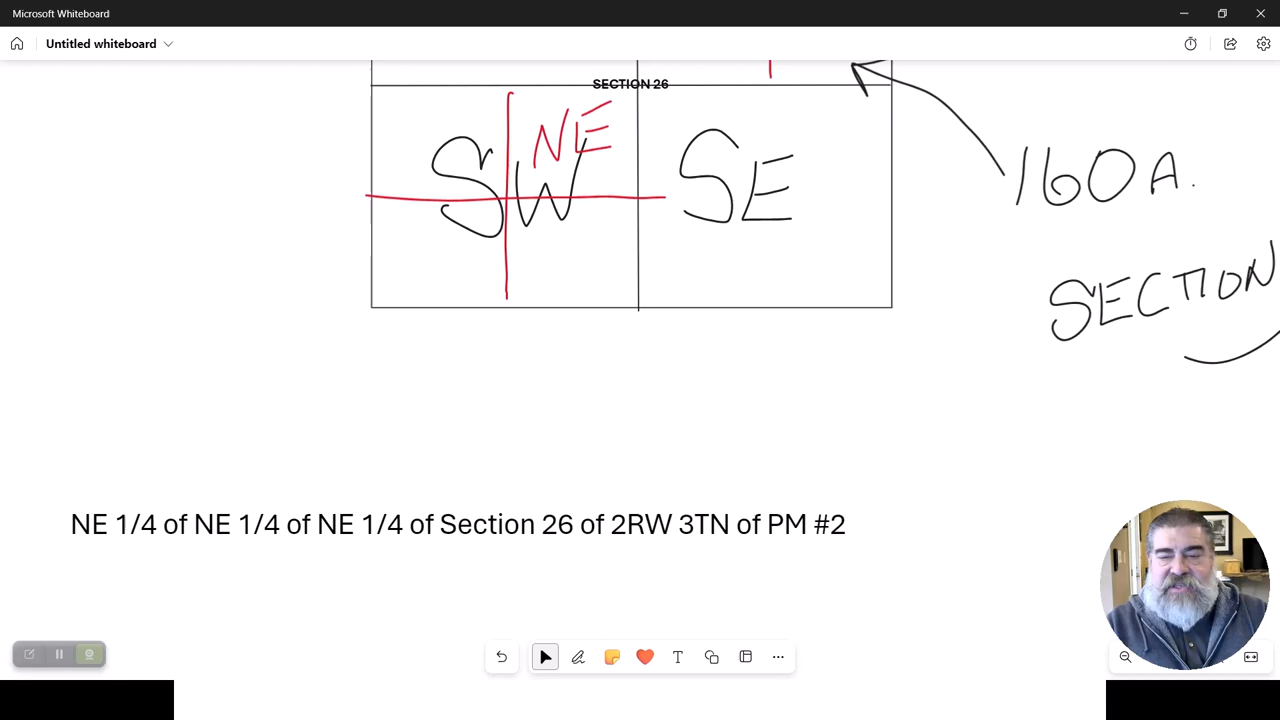 Microsoft Whiteboard
Untitled whiteboard
SECTION 26
NE
SW
SE
160A.
SECTION
NE 1/4 of NE 1/4 of NE 1/4 of Section 26 of 2RW 3TN of PM #2